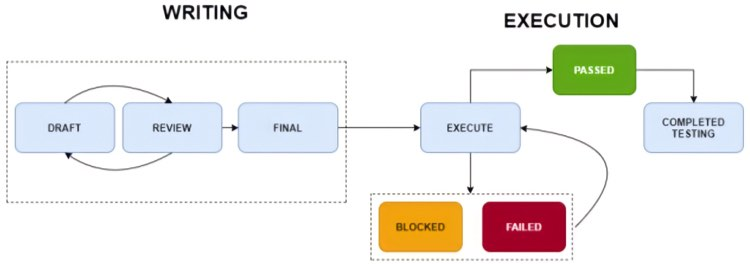 WRITING
EXECUTION
PASSED
DRAFT
REVIEW
FINAL
EXECUTE
COMPLETED
TESTING
BLOCKED
FAILED